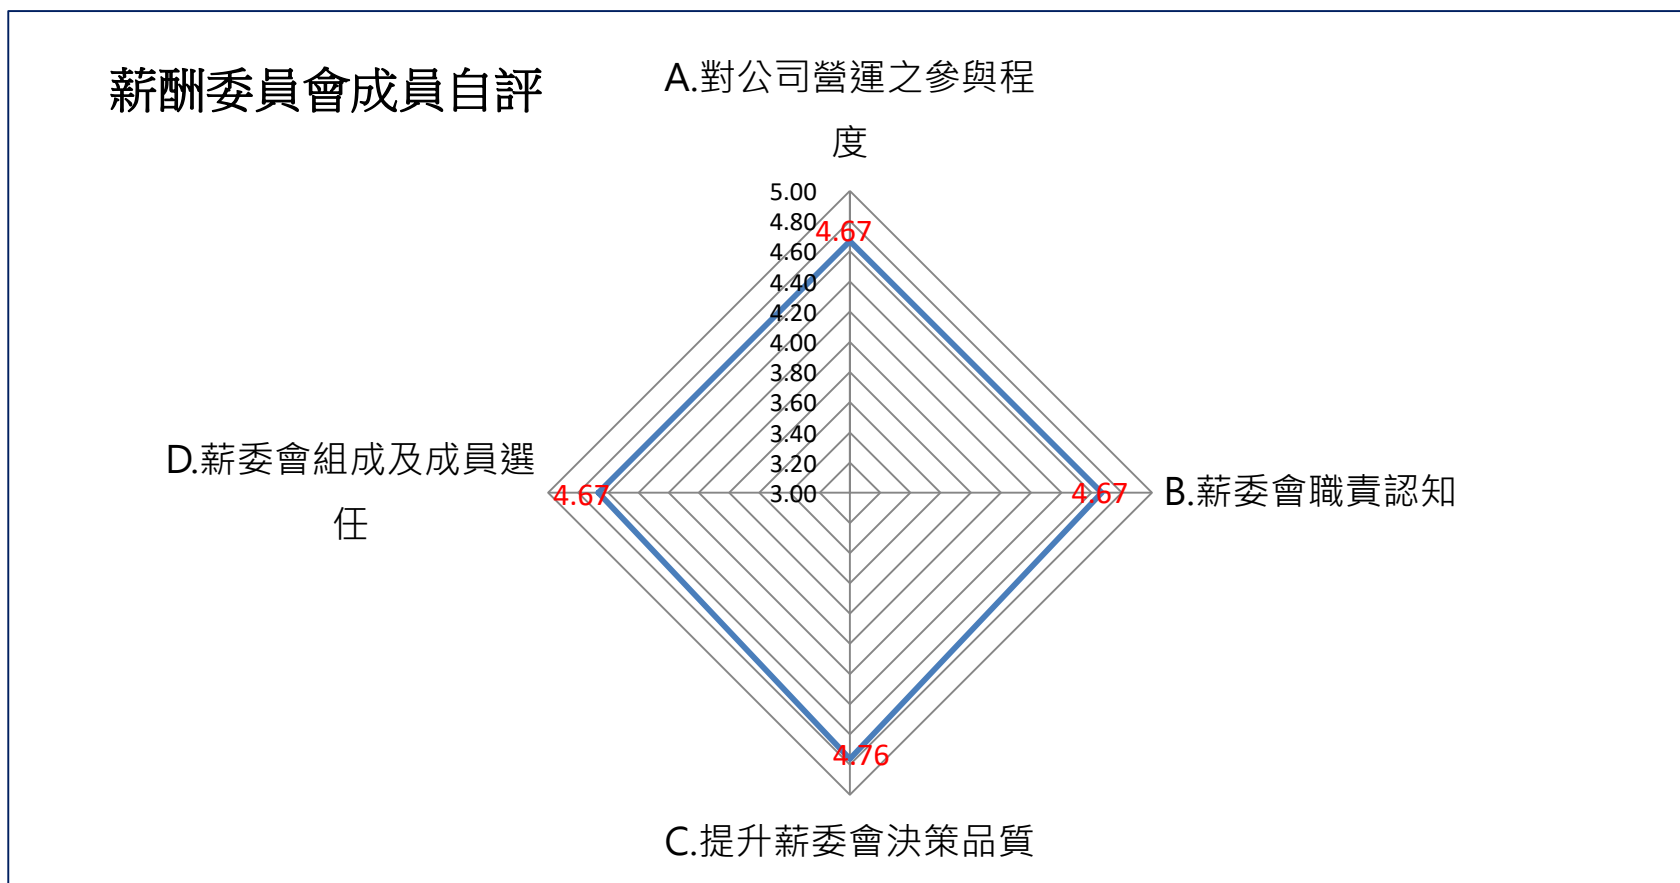 薪酬委員會成員自評
A.對公司營運之參與程
度
5.00
4.80
4.67
4.60
4.40
4.20
4.00
3.80
3.60
3.40
3.20
3.00
D.薪委會組成及成員選
任
4.67
4.67
B.薪委會職責認知
4.76
C.提升薪委會決策品質